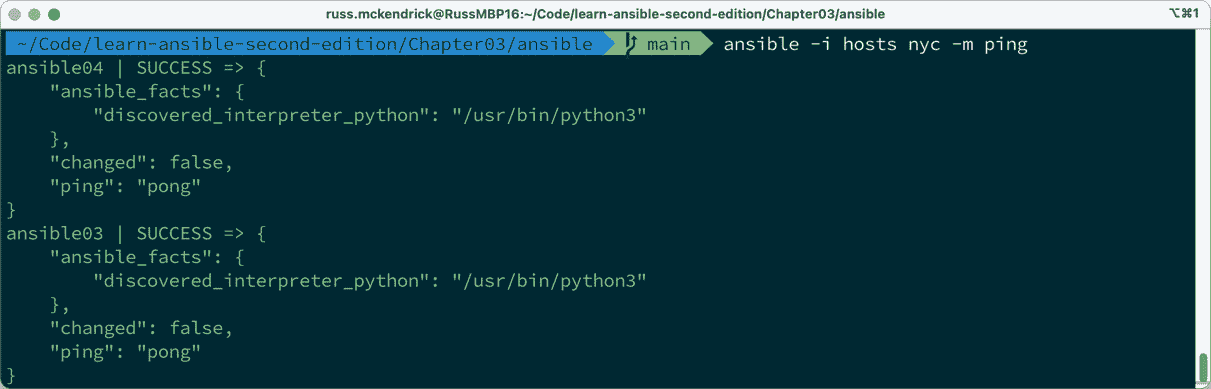 russ.mckendrick@RussMBP16:~/Code/learn-ansible-second-edition/Chapter03/ansible ⌥⌘1
~/Code/learn-ansible-second-edition/Chapter03/ansible main ansible -i hosts nyc -m ping
ansible04 | SUCCESS => {
    "ansible_facts": {
        "discovered_interpreter_python": "/usr/bin/python3"
    },
    "changed": false,
    "ping": "pong"
}
ansible03 | SUCCESS => {
    "ansible_facts": {
        "discovered_interpreter_python": "/usr/bin/python3"
    },
    "changed": false,
    "ping": "pong"
}